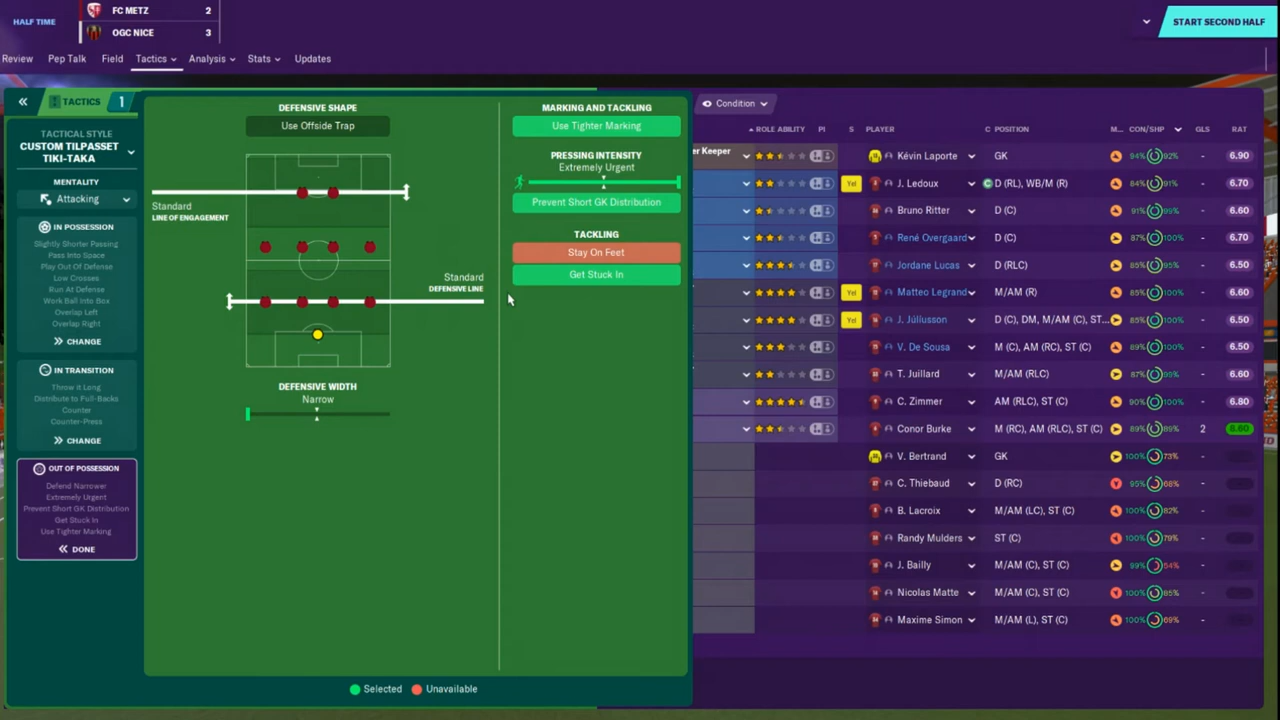 HALF TIME
FC METZ 2
OGC NICE 3
START SECOND HALF
Review Pep Talk Field Tactics Analysis Stats Updates
TACTICS 1
TACTICAL STYLE
CUSTOM TILPASSET
TIKI-TAKA
MENTALITY
Attacking
IN POSSESSION
Slightly Shorter Passing
Pass Into Space
Play Out Of Defense
Low Crosses
Run At Defense
Work Ball Into Box
Overlap Left
Overlap Right
CHANGE
IN TRANSITION
Throw It Long
Distribute to Pull-Backs
Counter
Counter-Press
CHANGE
OUT OF POSSESSION
Defend Narrower
Extremely Urgent
Prevent Short GK Distribution
Get Stuck In
Use Tighter Marking
DONE
DEFENSIVE SHAPE
Use Offside Trap
Standard
LINE OF ENGAGEMENT
Standard
DEFENSIVE LINE
DEFENSIVE WIDTH
Narrow
MARKING AND TACKLING
Use Tighter Marking
PRESSING INTENSITY
Extremely Urgent
Prevent Short GK Distribution
TACKLING
Stay On Feet
Get Stuck In
Selected Unavailable
Condition
ROLE ABILITY PI S PLAYER C POSITION M... CON/SHP GLS RAT
er Keeper Kévin Laporte GK 94% 92% - 6.90
Yel J. Ledoux C D (RL), WB/M (R) 84% 91% - 6.70
Bruno Ritter D (C) 91% 99% - 6.60
René Overgaard D (C) 87% 100% - 6.70
Jordane Lucas D (RLC) 85% 95% - 6.50
Yel Matteo Legrand M/AM (R) 85% 100% - 6.60
Yel J. Júlíusson D (C), DM, M/AM (C), ST... 85% 100% - 6.50
V. De Sousa M (C), AM (RC), ST (C) 89% 100% - 6.50
T. Juillard M/AM (RLC) 87% 99% - 6.60
C. Zimmer AM (RLC), ST (C) 90% 100% - 6.80
Conor Burke M (RC), AM (RLC), ST (C) 89% 89% 2 8.60
V. Bertrand GK 100% 73% -
C. Thiebaud D (RC) 95% 68% -
B. Lacroix M/AM (LC), ST (C) 100% 82% -
Randy Mulders ST (C) 100% 79% -
J. Bailly M/AM (C), ST (C) 99% 54% -
Nicolas Matte M/AM (C), ST (C) 100% 85% -
Maxime Simon M/AM (L), ST (C) 100% 69% -